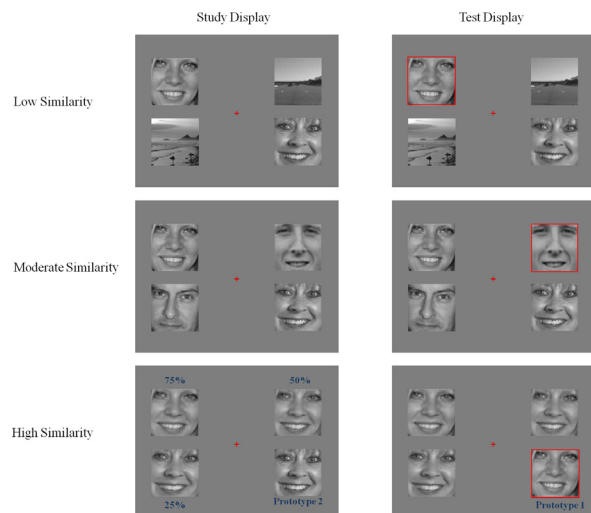 Study Display
Test Display
Low Similarity
Moderate Similarity
75%
50%
High Similarity
25%
Prototype 2
Prototype 1